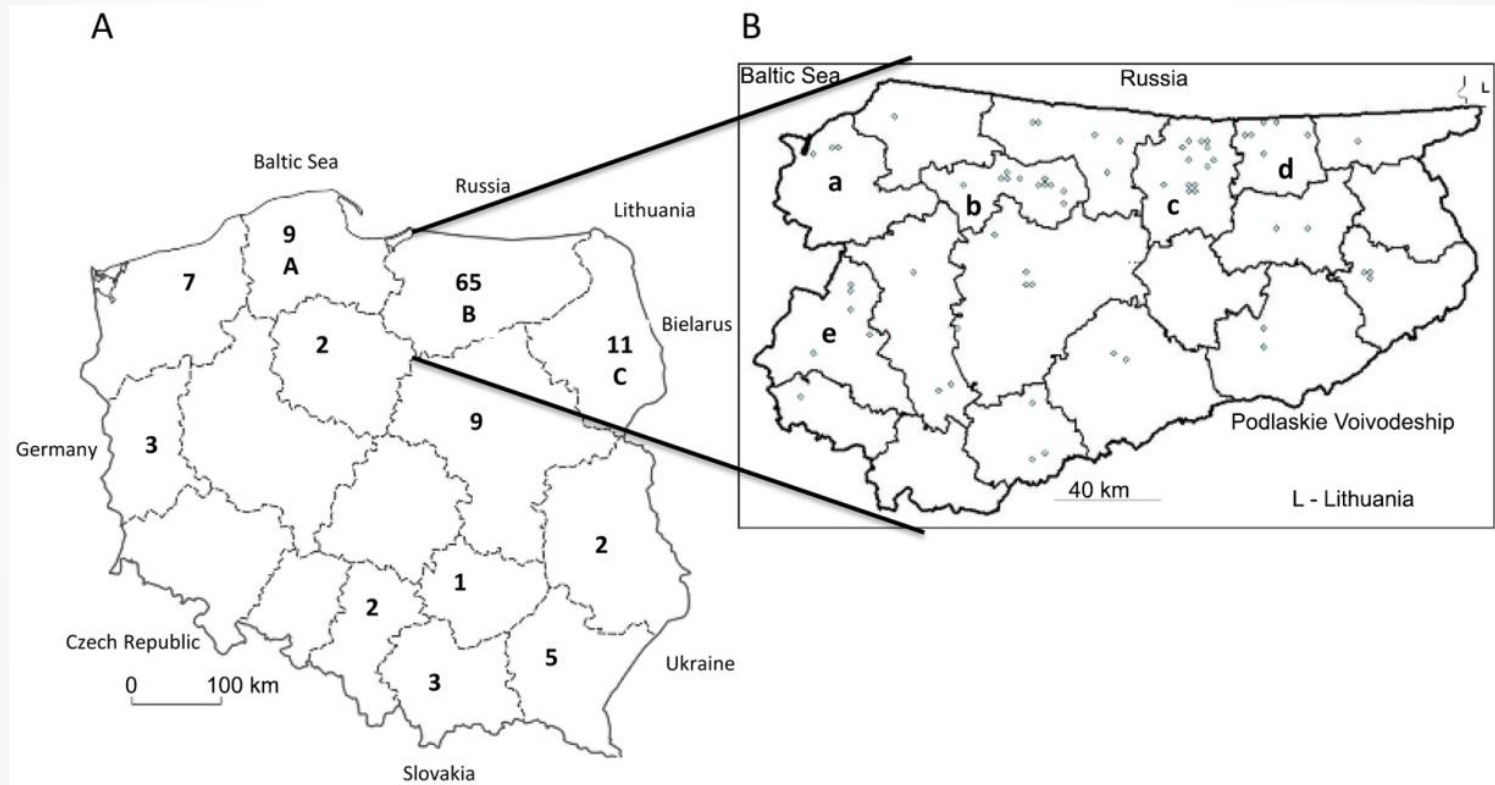 A
Baltic Sea
Russia
Lithuania
9
A
7
65
B
Bielarus
2
11
C
9
Germany
3
2
1
2
Czech Republic
5
Ukraine
3
0 100 km
Slovakia
B
Baltic Sea
Russia
L
a
d
b
c
e
Podlaskie Voivodeship
40 km
L - Lithuania